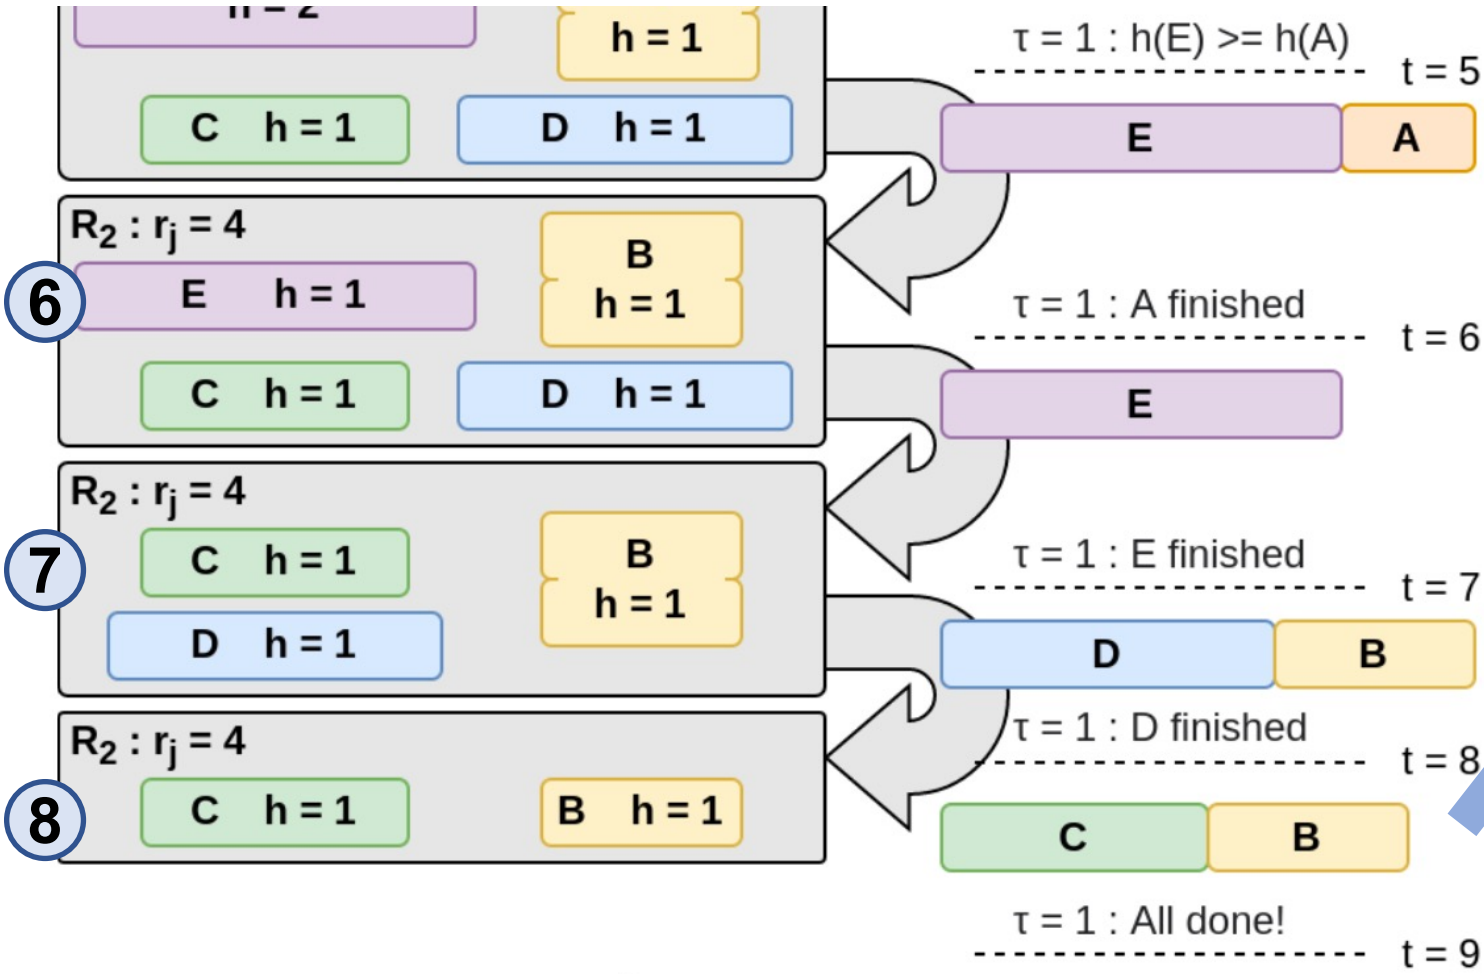 h = 2
h = 1
τ = 1 : h(E) >= h(A)
t = 5
C h = 1
D h = 1
E
A
R2 : rj = 4
6
E h = 1
B
h = 1
τ = 1 : A finished
t = 6
C h = 1
D h = 1
E
R2 : rj = 4
7
C h = 1
B
h = 1
τ = 1 : E finished
t = 7
D h = 1
D
B
R2 : rj = 4
τ = 1 : D finished
t = 8
8
C h = 1
B h = 1
C
B
τ = 1 : All done!
t = 9